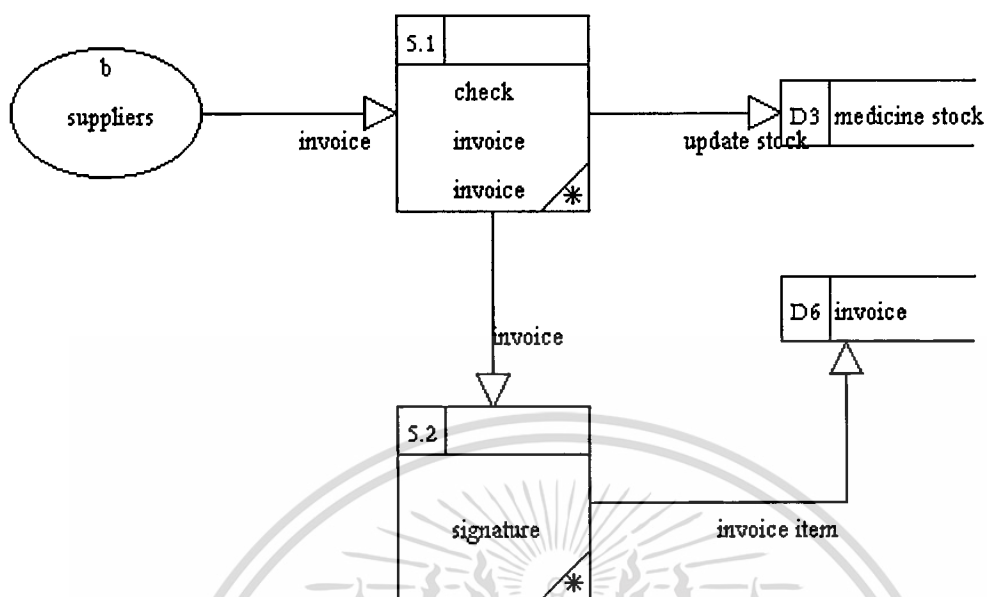 b
suppliers
invoice
5.1
check
invoice
invoice
update stock
D3 medicine stock
invoice
D6 invoice
5.2
signature
invoice item
*
*